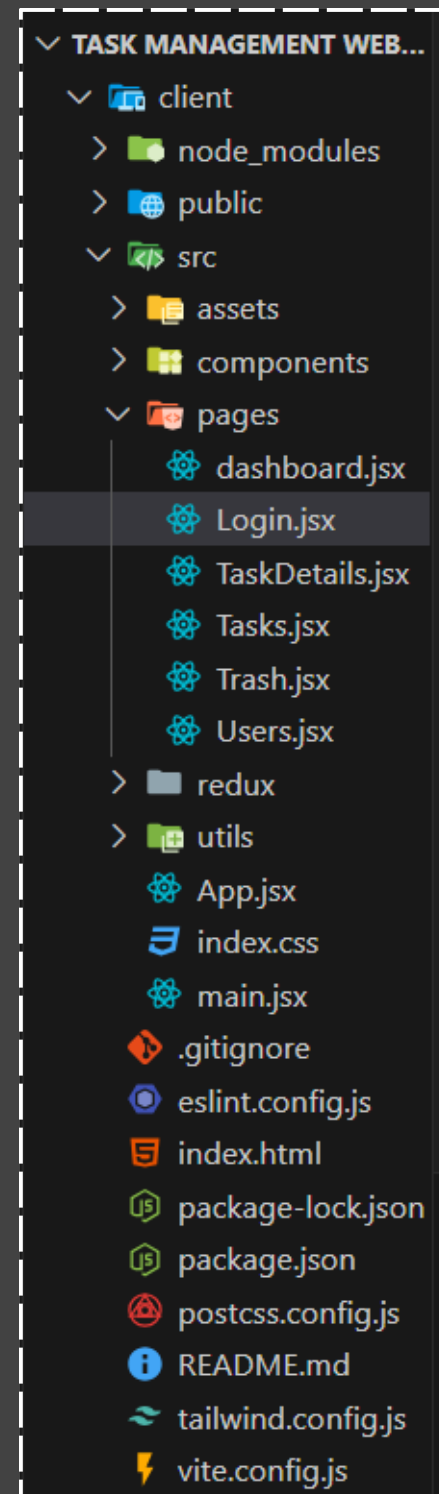 TASK MANAGEMENT WEB...
client
node_modules
public
src
assets
components
pages
dashboard.jsx
Login.jsx
TaskDetails.jsx
Tasks.jsx
Trash.jsx
Users.jsx
redux
utils
App.jsx
index.css
main.jsx
.gitignore
eslint.config.js
index.html
package-lock.json
package.json
postcss.config.js
README.md
tailwind.config.js
vite.config.js